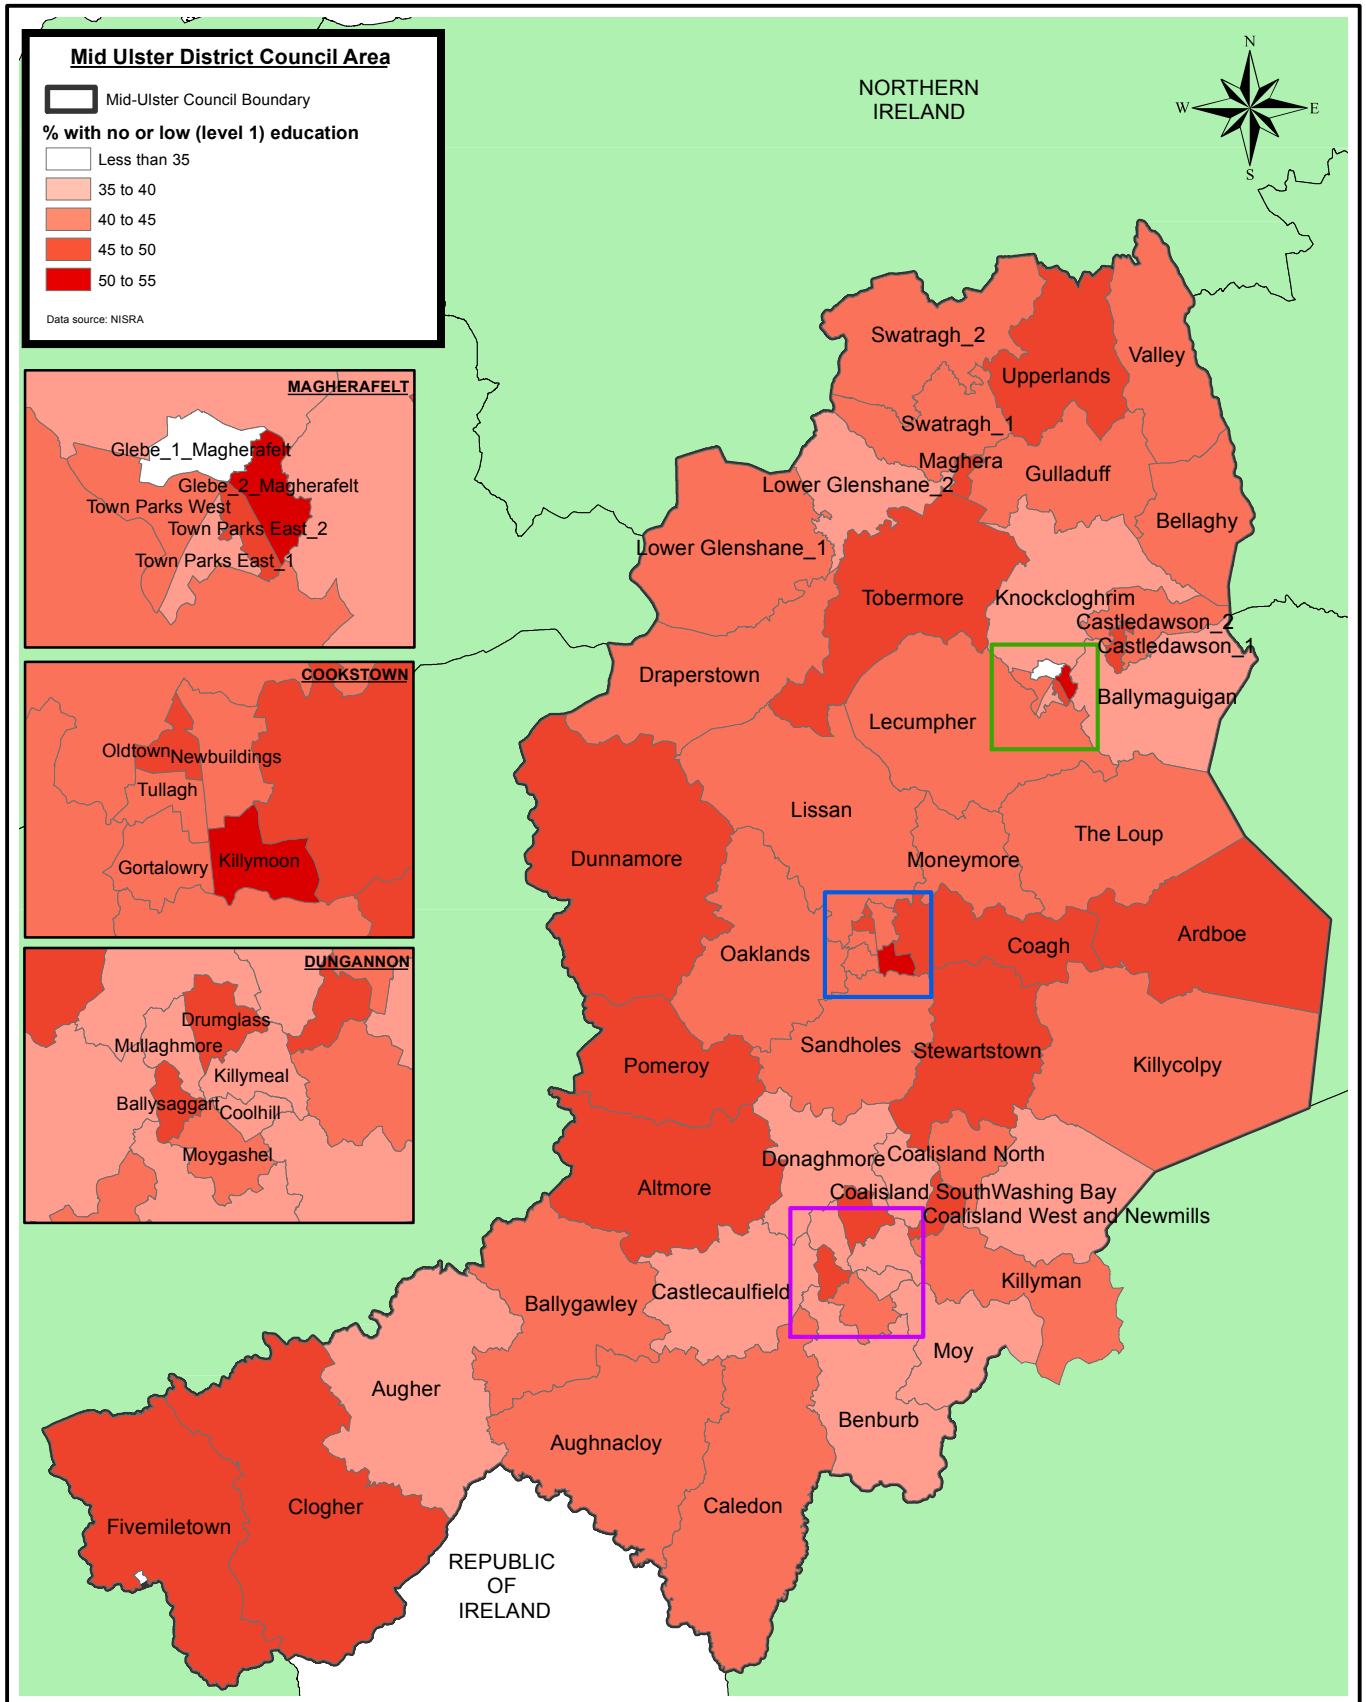 Mid Ulster District Council Area
Mid-Ulster Council Boundary
% with no or low (level 1) education
Less than 35
35 to 40
40 to 45
45 to 50
50 to 55
Data source: NISRA
NORTHERN
IRELAND
N
W
E
S
MAGHERAFELT
Glebe_1_Magherafelt
Glebe_2_Magherafelt
Town Parks West
Town Parks East_2
Town Parks East_1
COOKSTOWN
Oldtown
Newbuildings
Tullagh
Gortalowry
Killymoon
DUNGANNON
Drumglass
Mullaghmore
Killymeal
Ballysaggart
Coolhill
Moygashel
Swatragh_2
Valley
Upperlands
Swatragh_1
Maghera
Gulladuff
Lower Glenshane_2
Bellaghy
Lower Glenshane_1
Tobermore
Knockcloghrim
Castledawson_2
Castledawson_1
Draperstown
Ballymaguigan
Lecumpher
Lissan
The Loup
Dunnamore
Moneymore
Ardboe
Coagh
Oaklands
Sandholes
Stewartstown
Killycolpy
Pomeroy
Donaghmore
Coalisland North
Altmore
Coalisland South
Washing Bay
Coalisland West and Newmills
Killyman
Castlecaulfield
Ballygawley
Moy
Augher
Benburb
Aughnacloy
Clogher
Caledon
Fivemiletown
REPUBLIC
OF
IRELAND